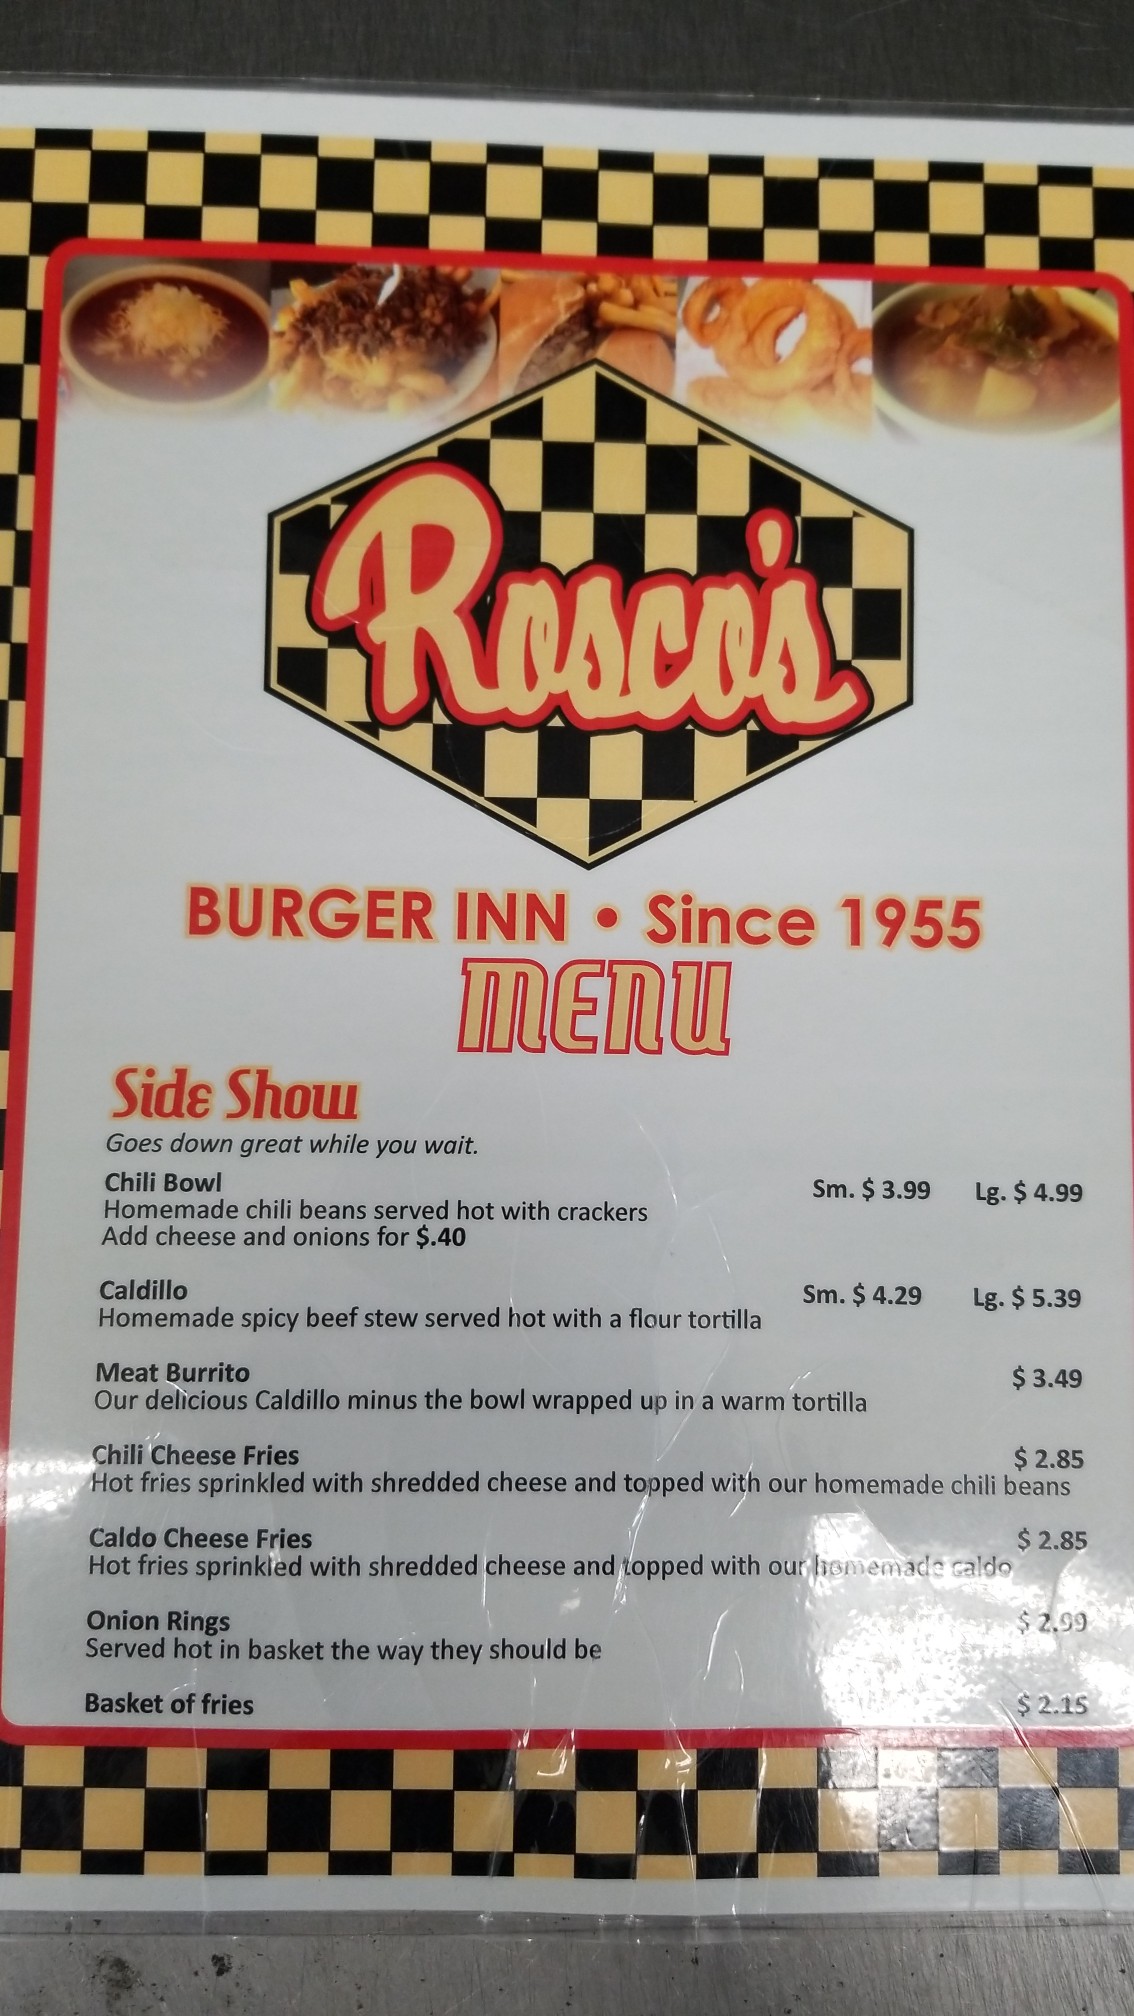 Rosco's
BURGER INN • Since 1955
MENU
Side Show
Goes down great while you wait.
Chili Bowl Sm. $ 3.99 Lg. $ 4.99
Homemade chili beans served hot with crackers
Add cheese and onions for $.40
Caldillo Sm. $ 4.29 Lg. $ 5.39
Homemade spicy beef stew served hot with a flour tortilla
Meat Burrito $ 3.49
Our delicious Caldillo minus the bowl wrapped up in a warm tortilla
Chili Cheese Fries $ 2.85
Hot fries sprinkled with shredded cheese and topped with our homemade chili beans
Caldo Cheese Fries $ 2.85
Hot fries sprinkled with shredded cheese and topped with our homemade caldo
Onion Rings $ 2.99
Served hot in basket the way they should be
Basket of fries $ 2.15